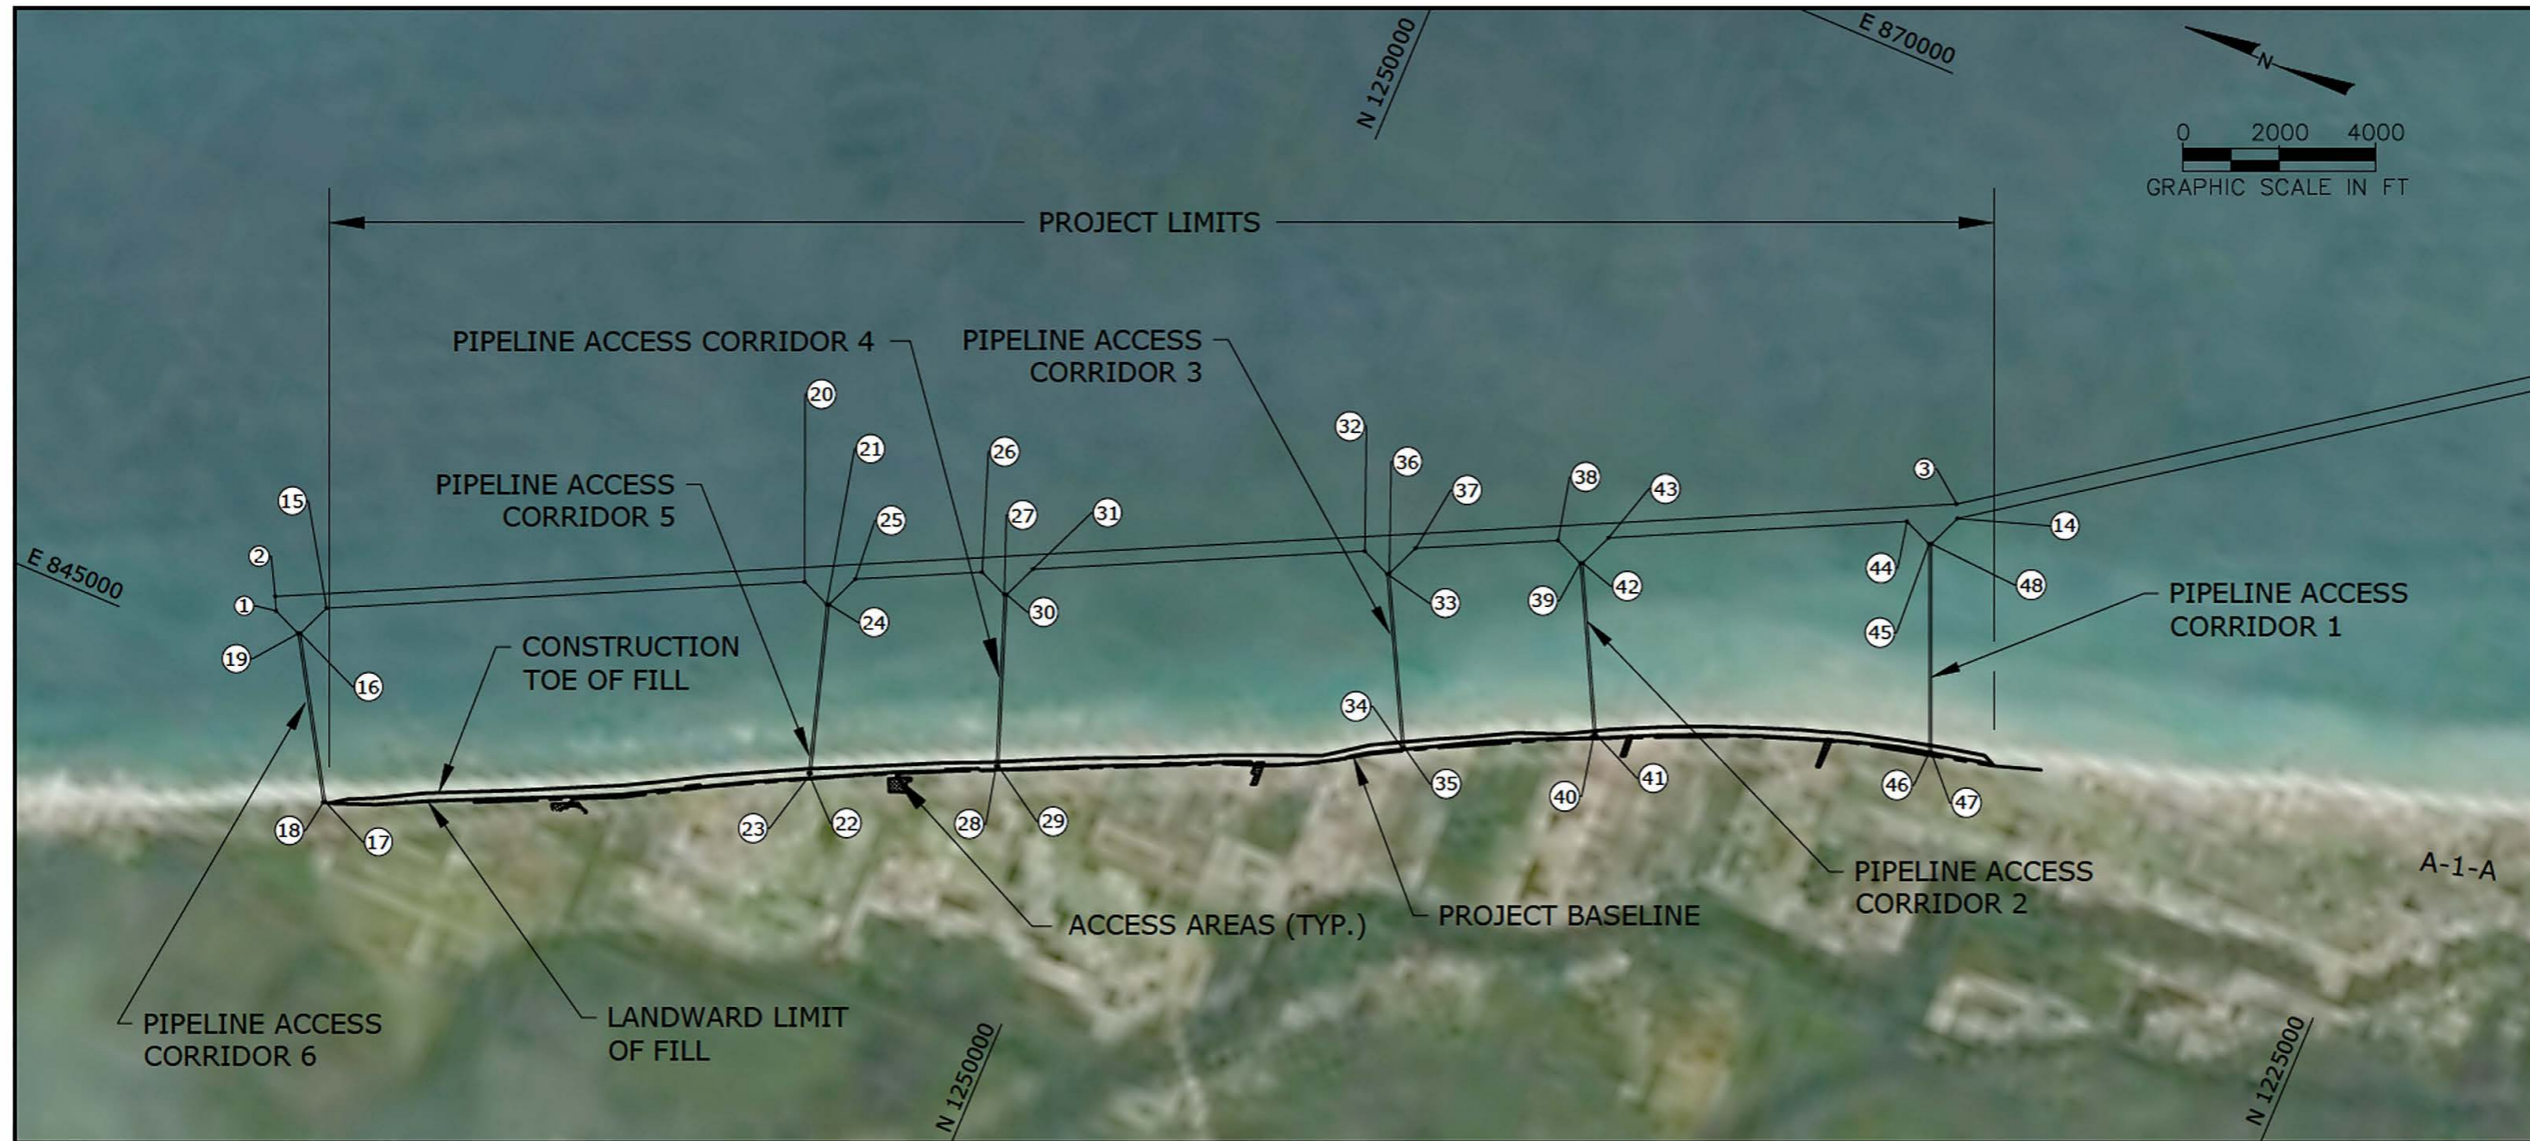 N 1250000
E 870000
N
0 2000 4000
GRAPHIC SCALE IN FT
PROJECT LIMITS
PIPELINE ACCESS CORRIDOR 4
PIPELINE ACCESS
CORRIDOR 3
20
32
21
26
36
3
PIPELINE ACCESS
CORRIDOR 5
38
43
37
15
27
31
25
14
2
E 845000
44
1
48
39
42
PIPELINE ACCESS
CORRIDOR 1
33
30
24
45
19
CONSTRUCTION
TOE OF FILL
16
34
41
35
46
40
47
28
29
23
22
18
17
A-1-A
PIPELINE ACCESS
CORRIDOR 2
ACCESS AREAS (TYP.)
PROJECT BASELINE
PIPELINE ACCESS
CORRIDOR 6
LANDWARD LIMIT
OF FILL
N 1250000
N 1225000